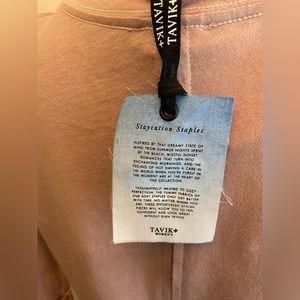 TAVIK+
TAVIK+
Staycation Staples
INSPIRED BY THAT DREAMY STATE OF
MIND FROM SUMMER NIGHTS SPENT
BY THE BEACH, WISTFUL SUNSET
ROMANCES THAT TURN INTO
ENCHANTING MORNINGS, AND THE
FEELING OF NOT HAVING A CARE IN
THE WORLD WHEN YOU'RE PURELY IN
THE MOMENT ARE AT THE HEART OF
THIS COLLECTION.
THOUGHTFULLY WASHED TO COZY
PERFECTION, THE YUMMY FABRICS OF
OUR SOFT STAPLES ONLY GET BETTER
WITH TIME. NO MATTER WHERE YOU
ARE, THESE EFFORTLESSLY STYLISH
PIECES WILL ALLOW YOU TO FEEL
CONFIDENT AND LOOK GREAT
WITHOUT EVEN TRYING.
TAVIK+
WOMEN'S